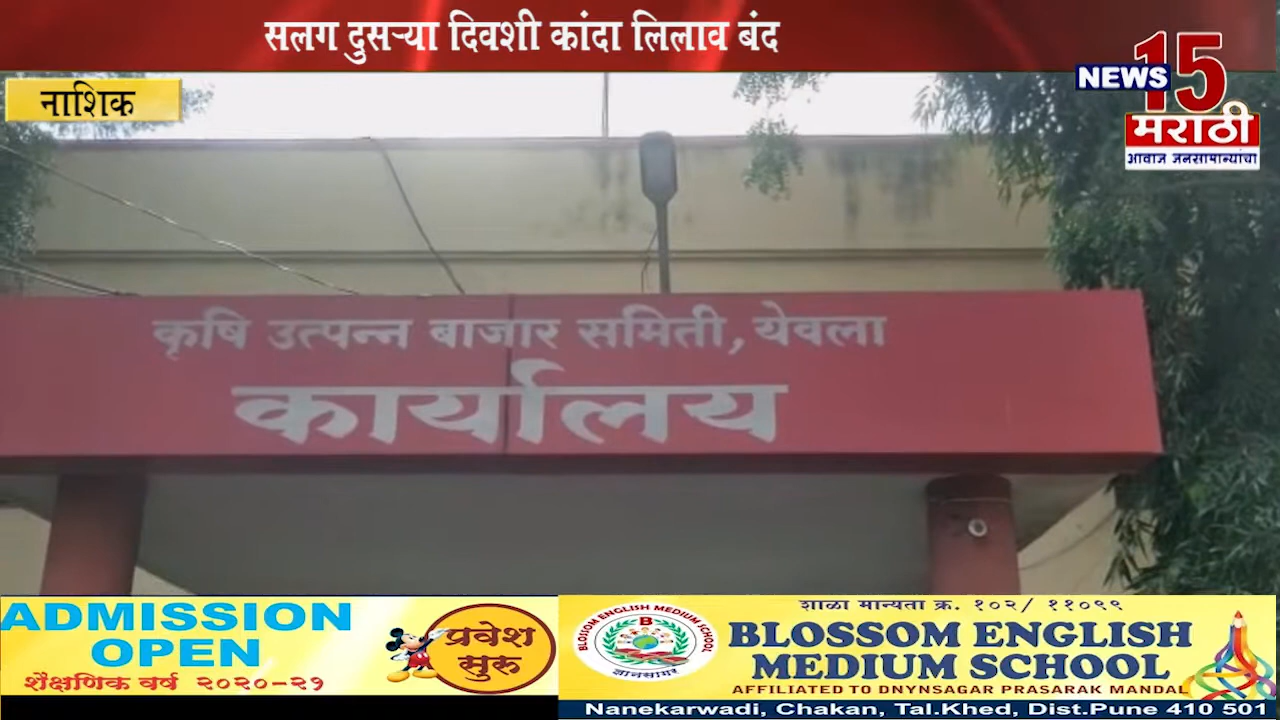 सलग दुसऱ्या दिवशी कांदा लिलाव बंद
नाशिक
NEWS 15
मराठी
आवाज जनसामान्यांचा
कृषि उत्पन्न बाजार समिती, येवला
कार्यालय
ADMISSION
OPEN
शैक्षणिक वर्ष २०२०-२१
प्रवेश
सुरु
BLOSSOM ENGLISH MEDIUM SCHOOL
B
ज्ञानसागर
शाळा मान्यता क्र. १०२/ ११०९९
BLOSSOM ENGLISH
MEDIUM SCHOOL
AFFILIATED TO DNYNSAGAR PRASARAK MANDAL
Nanekarwadi, Chakan, Tal.Khed, Dist.Pune 410 501